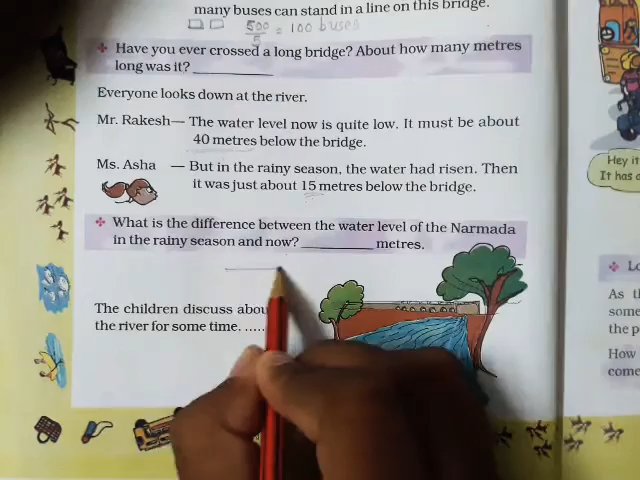 many buses can stand in a line on this bridge.
500/5 = 100 buses
Have you ever crossed a long bridge? About how many metres
long was it?
Everyone looks down at the river.
Mr. Rakesh— The water level now is quite low. It must be about
40 metres below the bridge.
Ms. Asha — But in the rainy season, the water had risen. Then
it was just about 15 metres below the bridge.
What is the difference between the water level of the Narmada
in the rainy season and now? __________ metres.
The children discuss
the river for some time. .....
Hey it
It has
As th
some
the p
How
come